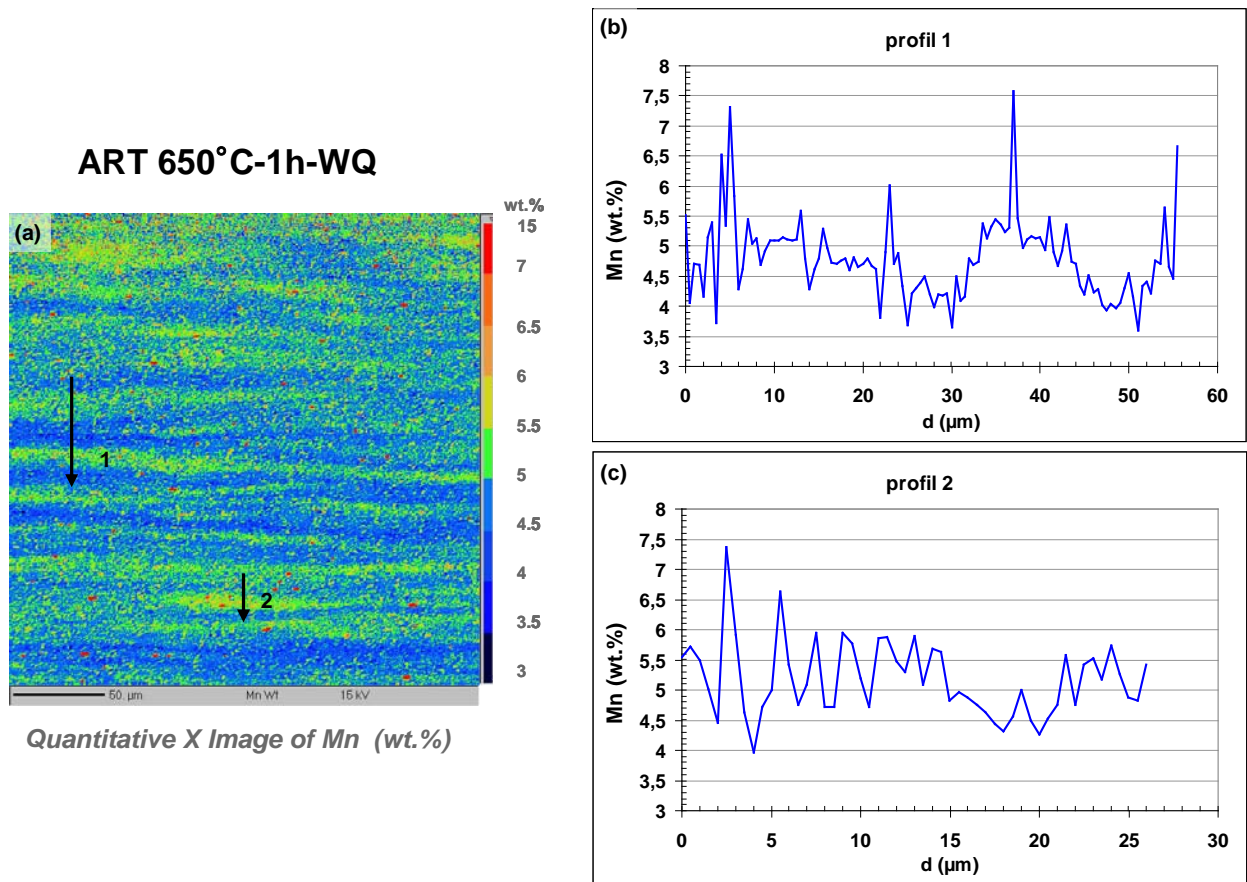 ART 650°C-1h-WQ
(a)
wt.%
15
7
6.5
6
5.5
5
4.5
4
3.5
3
1
2
50. µm Mn Wt 15 kV
Quantitative X Image of Mn (wt.%)
(b)
profil 1
Mn (wt.%)
8
7,5
7
6,5
6
5,5
5
4,5
4
3,5
3
0 10 20 30 40 50 60
d (µm)
(c)
profil 2
Mn (wt.%)
8
7,5
7
6,5
6
5,5
5
4,5
4
3,5
3
0 5 10 15 20 25 30
d (µm)